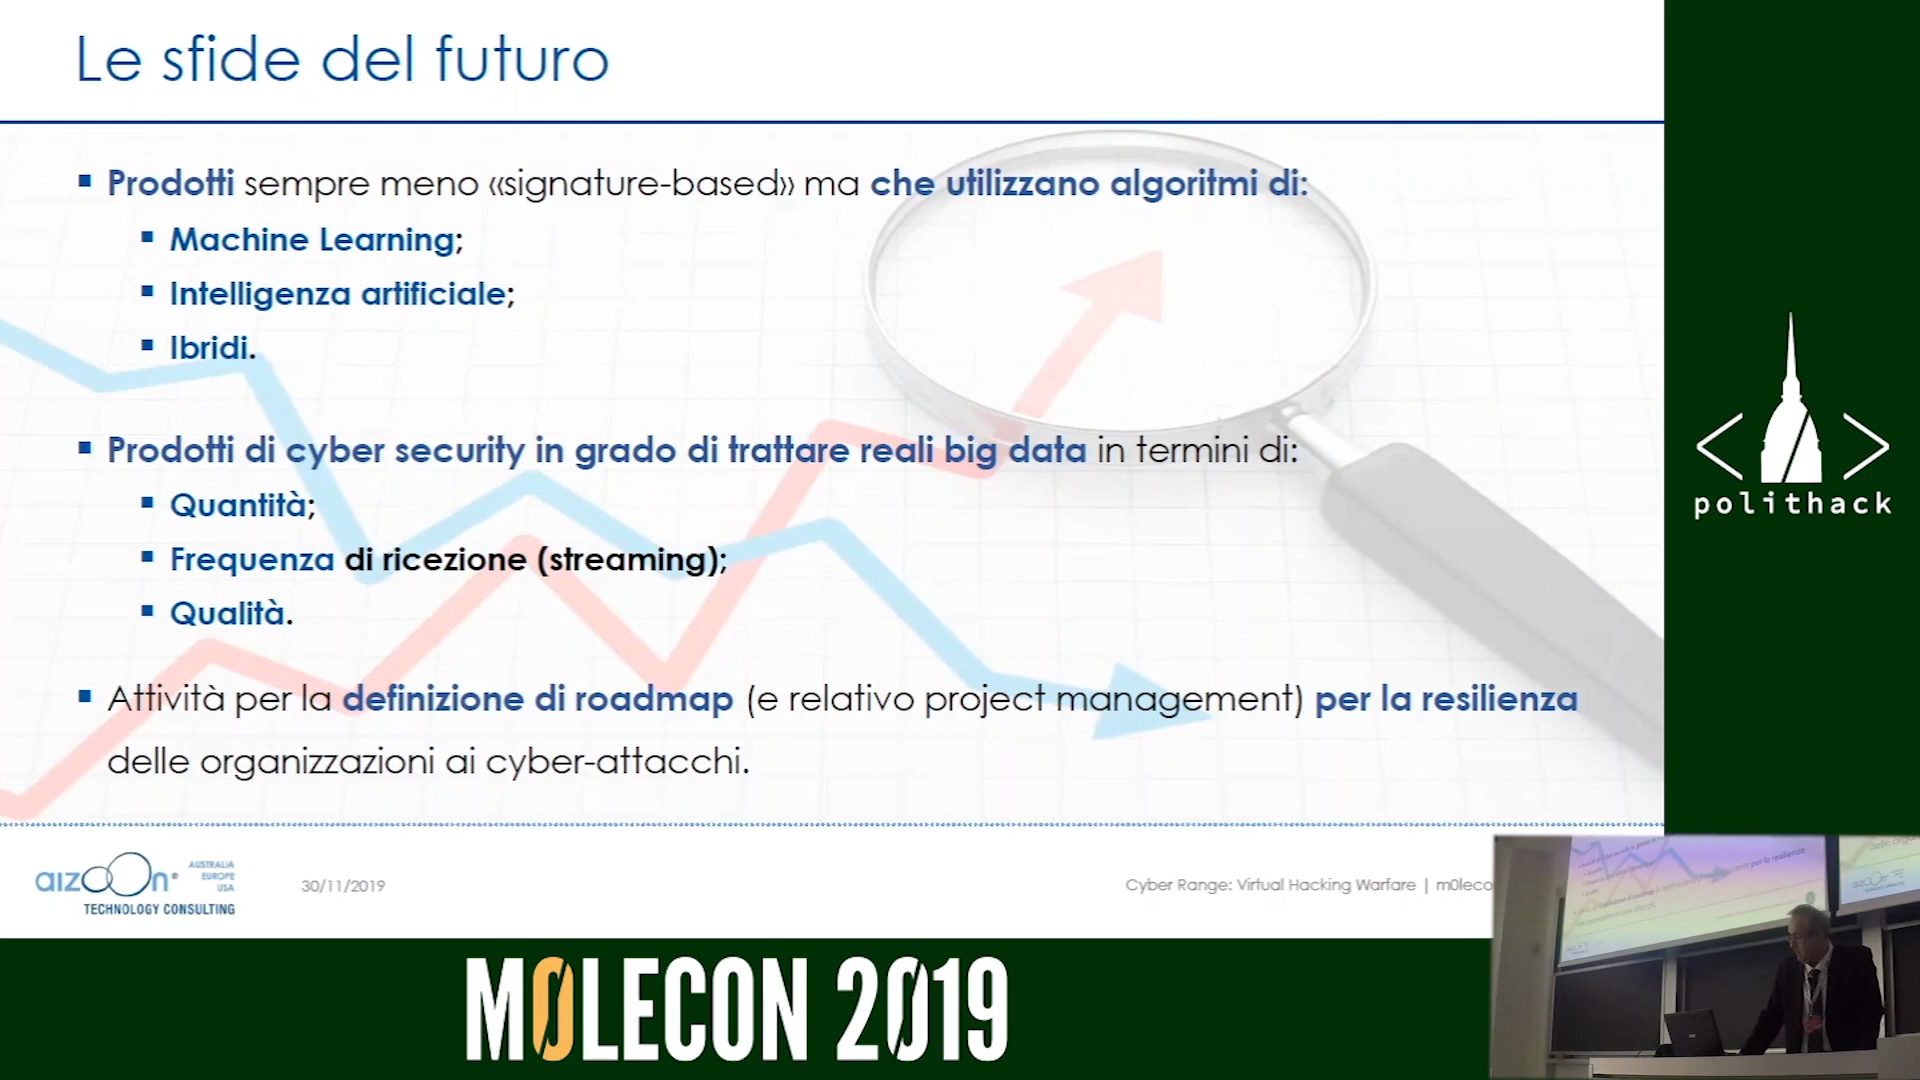 Le sfide del futuro
▪ Prodotti sempre meno «signature-based» ma che utilizzano algoritmi di:
▪ Machine Learning;
▪ Intelligenza artificiale;
▪ Ibridi.
▪ Prodotti di cyber security in grado di trattare reali big data in termini di:
▪ Quantità;
▪ Frequenza di ricezione (streaming);
▪ Qualità.
▪ Attività per la definizione di roadmap (e relativo project management) per la resilienza
delle organizzazioni ai cyber-attacchi.
< > polithack
aizoOn®
AUSTRALIA
EUROPE
USA
TECHNOLOGY CONSULTING
30/11/2019
Cyber Range: Virtual Hacking Warfare | m0leco
M0LECON 2019